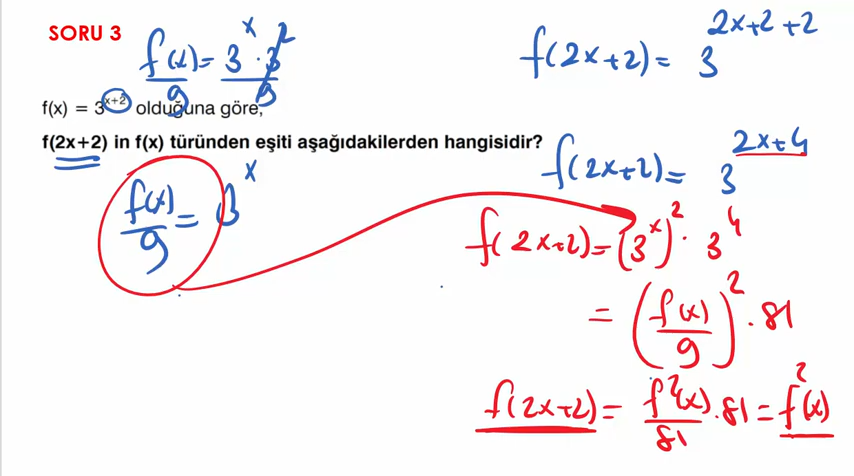 SORU 3
f(x)/9 = 3^x · 3^2/9
f(x) = 3^x+2 olduğuna göre,
f(2x+2) in f(x) türünden eşiti aşağıdakilerden hangisidir?
f(x)/9 = 3^x
f(2x+2) = 3^2x+2+2
f(2x+2) = 3^2x+4
f(2x+2) = (3^x)^2 · 3^4
= (f(x)/9)^2 · 81
f(2x+2) = f^2(x)/81 · 81 = f^2(x)